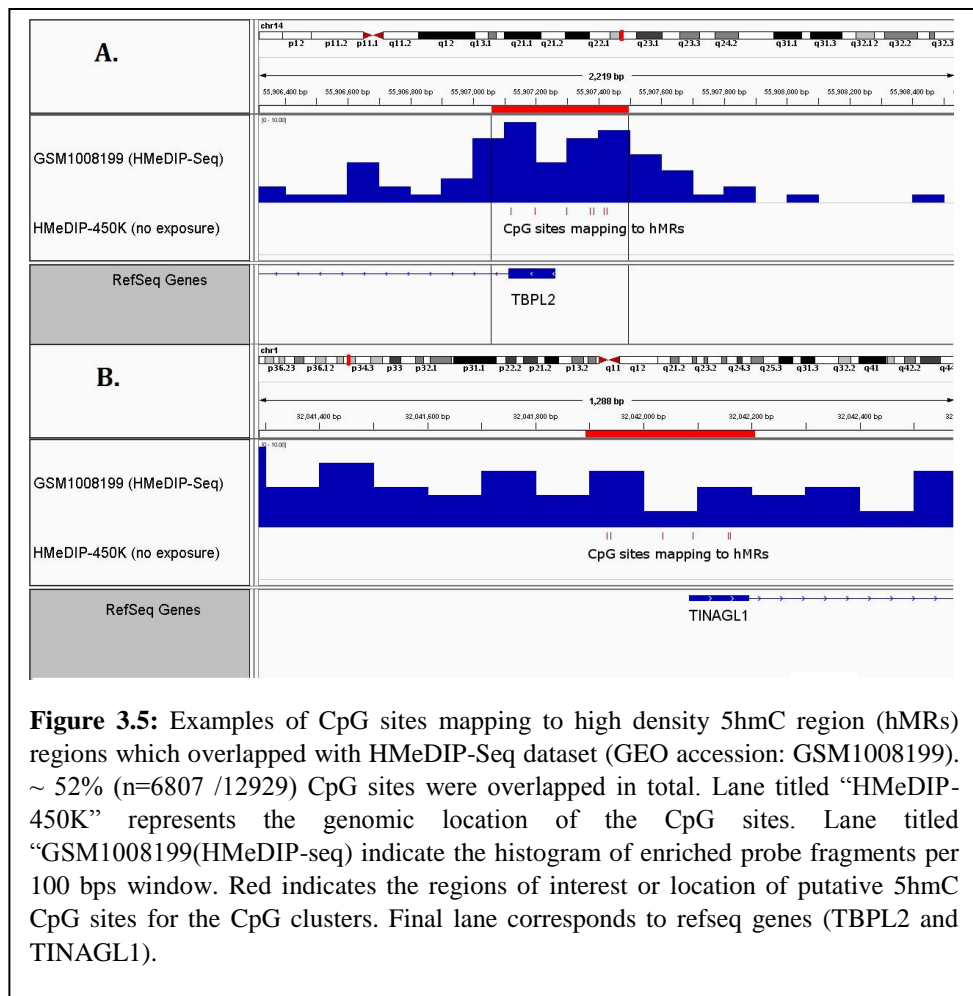 A.
chr14
p12 p11.2 p11.1 q11.2 q12 q13.1 q21.1 q21.2 q22.1 q23.1 q23.3 q24.2 q31.1 q31.3 q32.12 q32.2 q32.3
2,219 bp
55,906,400 bp 55,906,600 bp 55,906,800 bp 55,907,000 bp 55,907,200 bp 55,907,400 bp 55,907,600 bp 55,907,800 bp 55,908,000 bp 55,908,200 bp 55,908,400 bp
[0 - 10.00]
GSM1008199 (HMeDIP-Seq)
HMeDIP-450K (no exposure)
CpG sites mapping to hMRs
RefSeq Genes
TBPL2
B.
chr1
p36.23 p36.12 p34.3 p33 p32.1 p31.1 p22.2 p21.2 p13.2 q11 q12 q21.2 q23.2 q24.3 q25.3 q31.3 q32.2 q41 q42.2 q44
1,288 bp
32,041,400 bp 32,041,600 bp 32,041,800 bp 32,042,000 bp 32,042,200 bp 32,042,400 bp 32,
[0 - 10.00]
GSM1008199 (HMeDIP-Seq)
HMeDIP-450K (no exposure)
CpG sites mapping to hMRs
RefSeq Genes
TINAGL1
Figure 3.5: Examples of CpG sites mapping to high density 5hmC region (hMRs)
regions which overlapped with HMeDIP-Seq dataset (GEO accession: GSM1008199).
~ 52% (n=6807 /12929) CpG sites were overlapped in total. Lane titled “HMeDIP-
450K” represents the genomic location of the CpG sites. Lane titled
“GSM1008199(HMeDIP-seq) indicate the histogram of enriched probe fragments per
100 bps window. Red indicates the regions of interest or location of putative 5hmC
CpG sites for the CpG clusters. Final lane corresponds to refseq genes (TBPL2 and
TINAGL1).